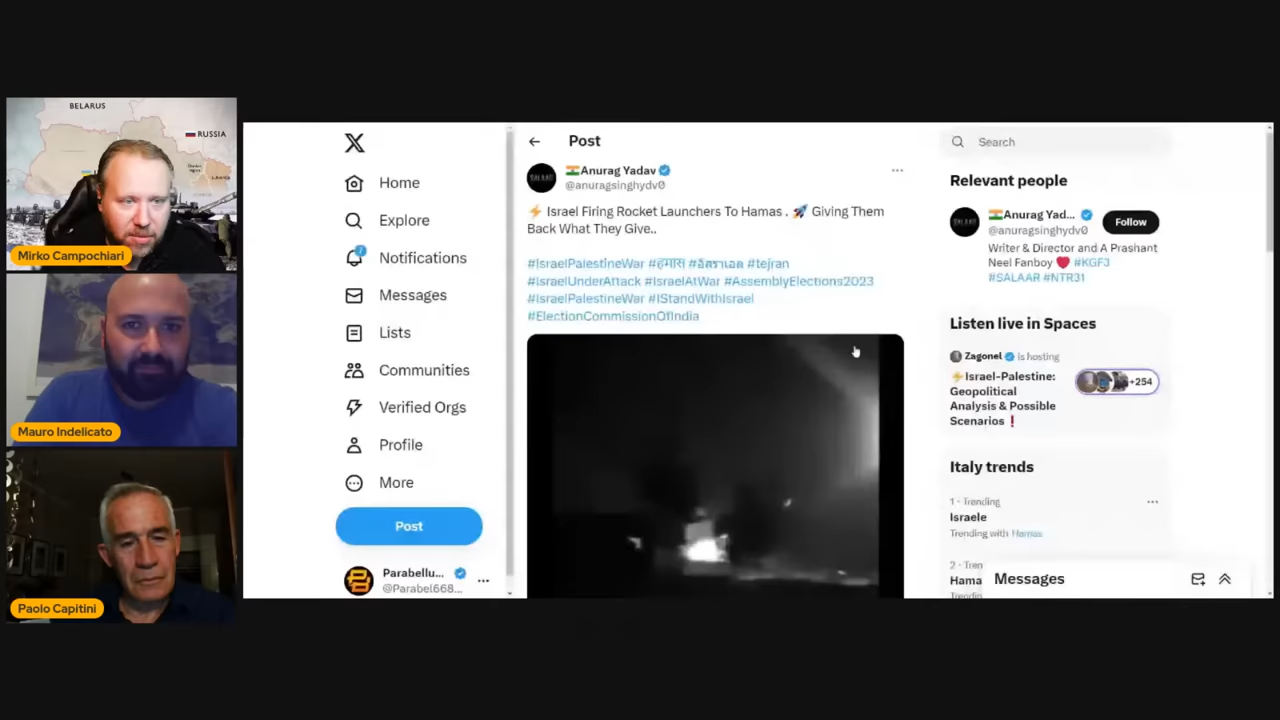 BELARUS
RUSSIA
Mirko Campochiari
Mauro Indelicato
Paolo Capitini
Home
Explore
Notifications
Messages
Lists
Communities
Verified Orgs
Profile
More
Post
Parabellu...
@Parabel668...
Post
Anurag Yadav
@anuragsinghydv0
⚡ Israel Firing Rocket Launchers To Hamas . 🚀 Giving Them
Back What They Give..
#IsraelPalestineWar #हमास #tejran
#IsraelUnderAttack #IsraelAtWar #AssemblyElections2023
#IsraelPalestineWar #IStandWithIsrael
#ElectionCommissionOfIndia
Search
Relevant people
Anurag Yad...
@anuragsinghydv0
Follow
Writer & Director and A Prashant
Neel Fanboy ❤️ #KGF3
#SALAAR #NTR31
Listen live in Spaces
Zagonel is hosting
⚡Israel-Palestine:
Geopolitical
Analysis & Possible
Scenarios❗
+254
Italy trends
1 · Trending
Israele
Trending with Hamas
2 · Tren
Hama
Messages